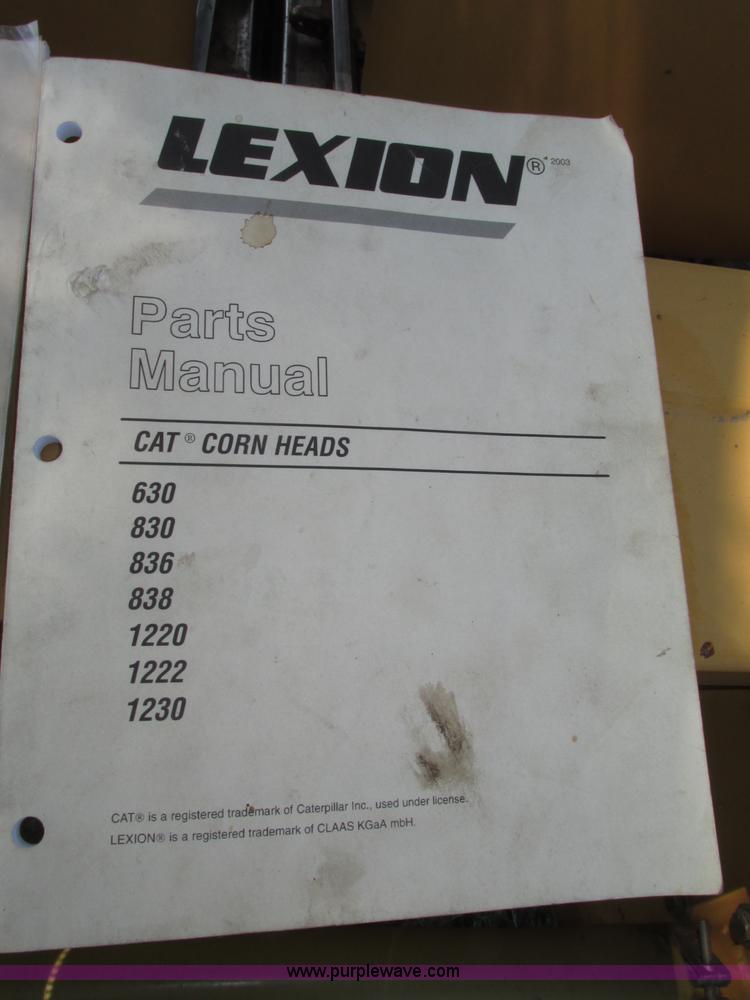 LEXION® 2003
Parts
Manual
CAT® CORN HEADS
630
830
836
838
1220
1222
1230
CAT® is a registered trademark of Caterpillar Inc., used under license.
LEXION® is a registered trademark of CLAAS KGaA mbH.
www.purplewave.com